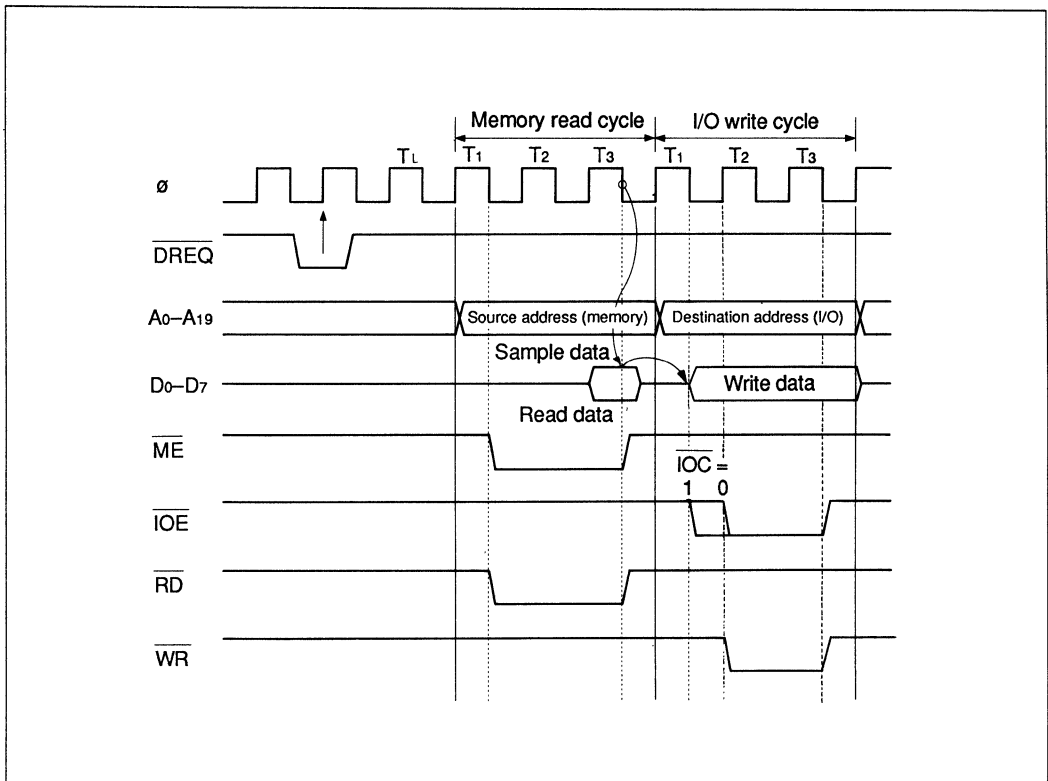 Memory read cycle I/O write cycle
TL T1 T2 T3 T1 T2 T3
ø
DREQ
A0–A19 Source address (memory) Destination address (I/O)
Sample data
D0–D7 Write data
Read data
ME
IOC =
1 0
IOE
RD
WR